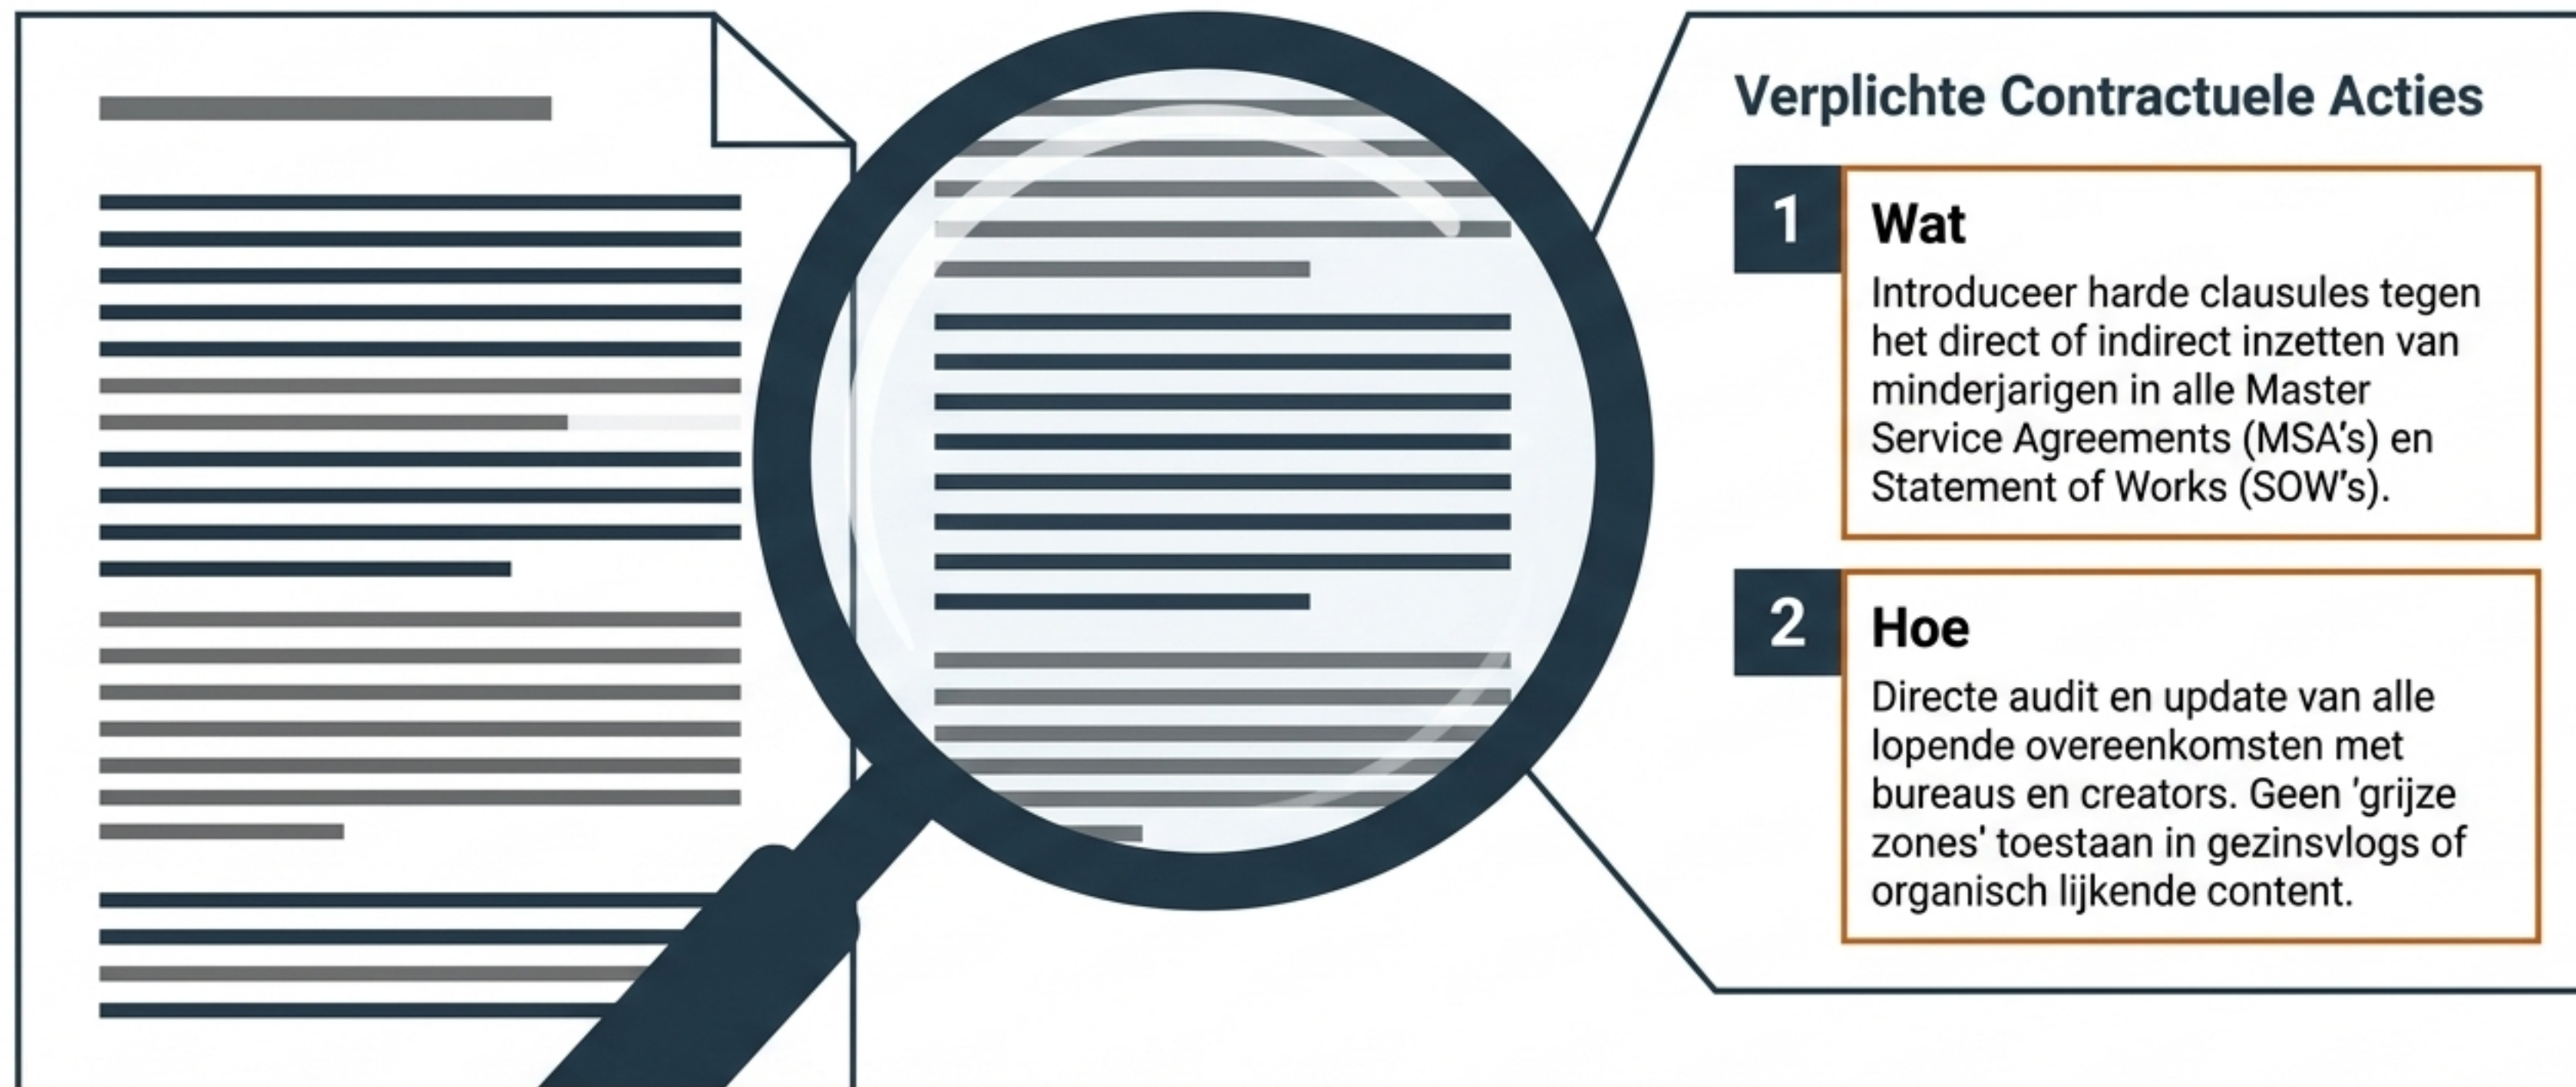 Verplichte Contractuele Acties
1
Wat
Introduceer harde clausules tegen
het direct of indirect inzetten van
minderjarigen in alle Master
Service Agreements (MSA's) en
Statement of Works (SOW's).
2
Hoe
Directe audit en update van alle
lopende overeenkomsten met
bureaus en creators. Geen 'grijze
zones' toestaan in gezinsvlogs of
organisch lijkende content.